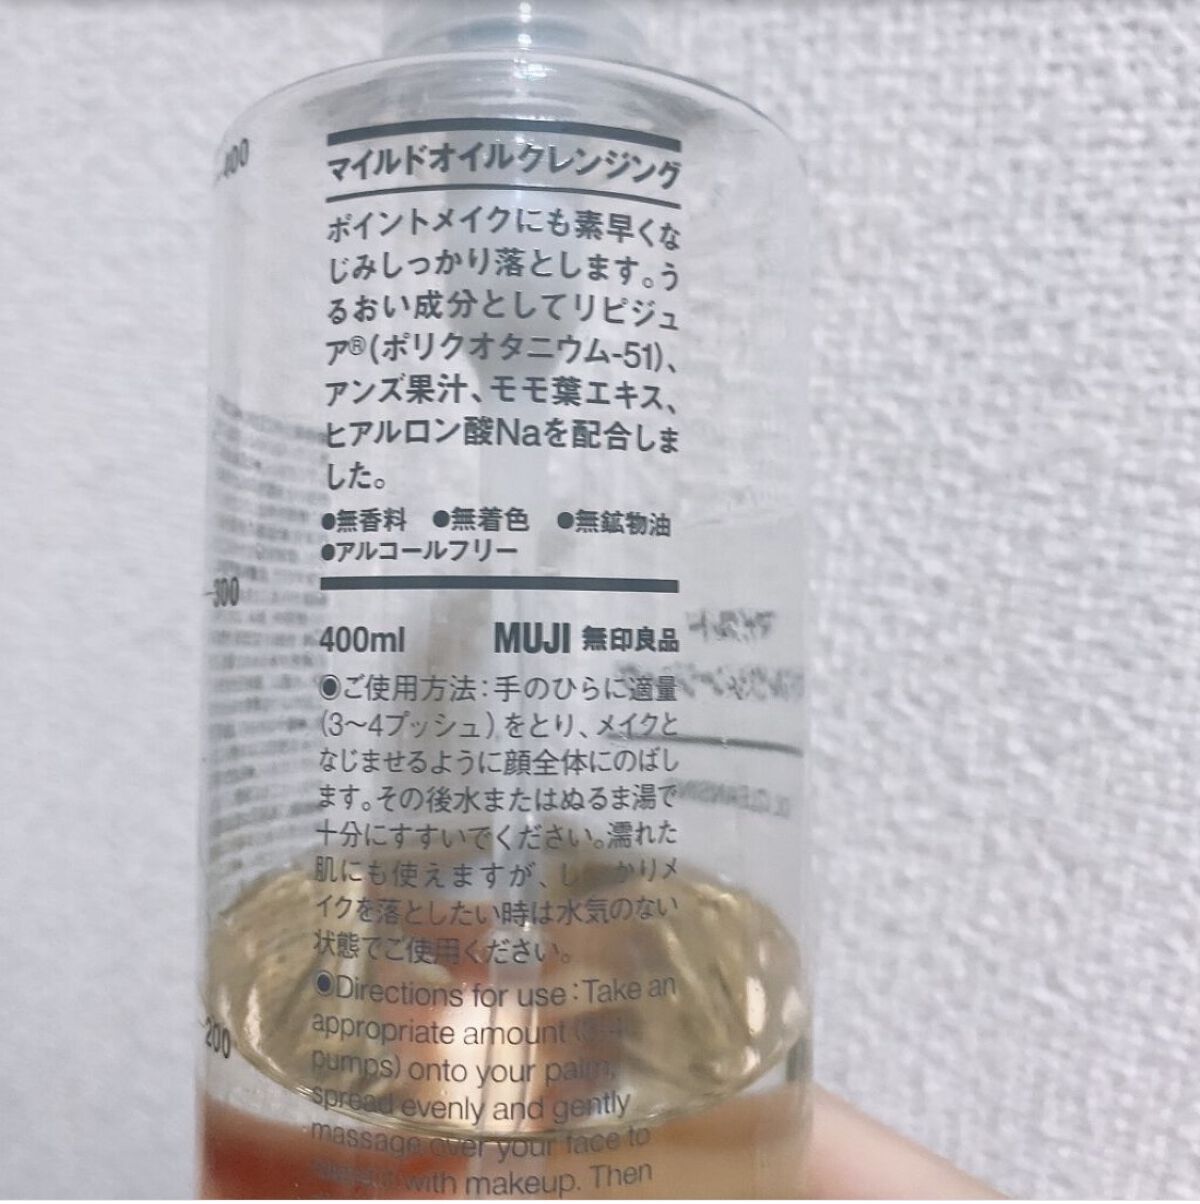 マイルドオイルクレンジング
ポイントメイクにも素早くな
じみしっかり落とします。う
るおい成分としてリピジュ
ア®(ポリクオタニウム-51)、
アンズ果汁、モモ葉エキス、
ヒアルロン酸Naを配合しま
した。
●無香料 ●無着色 ●無鉱物油
●アルコールフリー
400ml MUJI 無印良品
◉ご使用方法：手のひらに適量
(3〜4プッシュ)をとり、メイクと
なじませるように顔全体にのばし
ます。その後水またはぬるま湯で
十分にすすいでください。濡れた
肌にも使えますが、しっかりメ
イクを落としたい時は水気のない
状態でご使用ください。
◉Directions for use：Take an
appropriate amount (3-4
pumps) onto your palm,
spread evenly and gently
massage over your face to
with makeup. Then
400
300
200